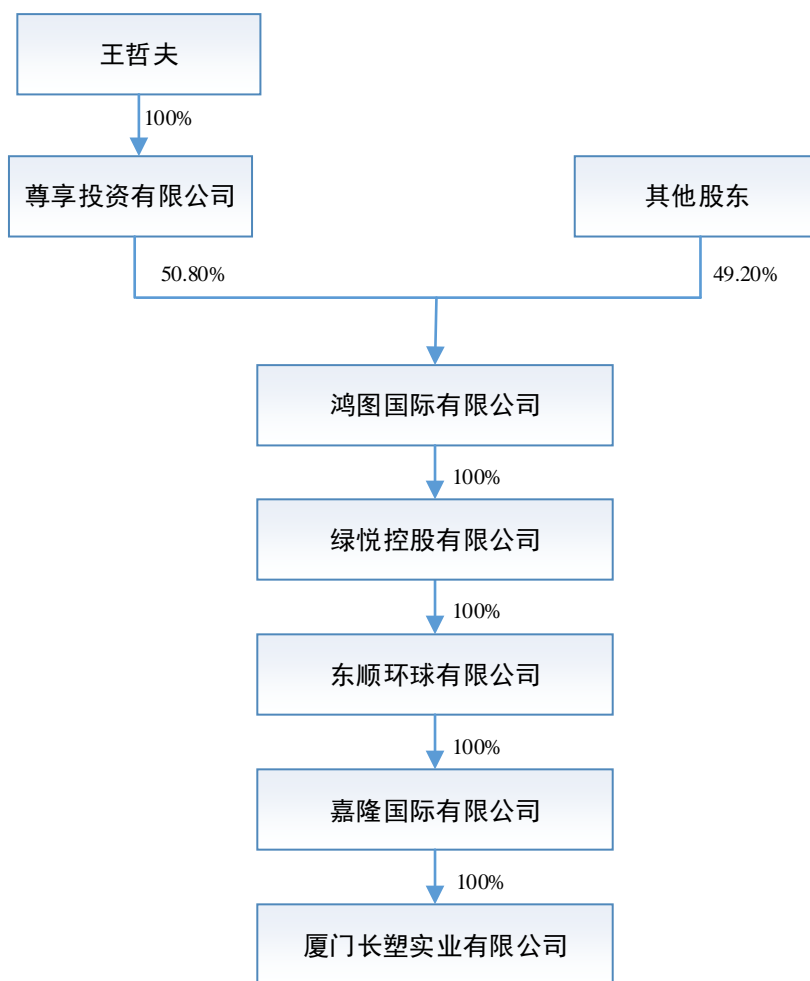 王哲夫
100%
尊享投资有限公司
其他股东
50.80%
49.20%
鸿图国际有限公司
100%
绿悦控股有限公司
100%
东顺环球有限公司
100%
嘉隆国际有限公司
100%
厦门长塑实业有限公司